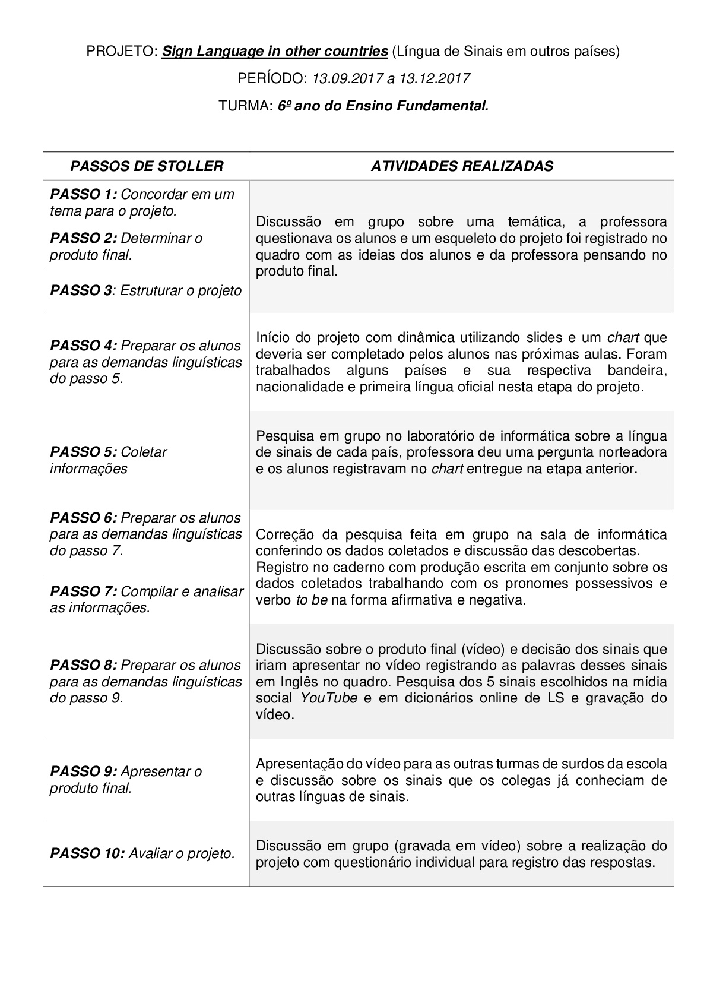 PROJETO: Sign Language in other countries (Língua de Sinais em outros países)
PERÍODO: 13.09.2017 a 13.12.2017
TURMA: 6º ano do Ensino Fundamental.
PASSOS DE STOLLER
ATIVIDADES REALIZADAS
PASSO 1: Concordar em um
tema para o projeto.
PASSO 2: Determinar o
produto final.
PASSO 3: Estruturar o projeto
Discussão em grupo sobre uma temática, a professora
questionava os alunos e um esqueleto do projeto foi registrado no
quadro com as ideias dos alunos e da professora pensando no
produto final.
PASSO 4: Preparar os alunos
para as demandas linguísticas
do passo 5.
Início do projeto com dinâmica utilizando slides e um chart que
deveria ser completado pelos alunos nas próximas aulas. Foram
trabalhados alguns países e sua respectiva bandeira,
nacionalidade e primeira língua oficial nesta etapa do projeto.
PASSO 5: Coletar
informações
Pesquisa em grupo no laboratório de informática sobre a língua
de sinais de cada país, professora deu uma pergunta norteadora
e os alunos registravam no chart entregue na etapa anterior.
PASSO 6: Preparar os alunos
para as demandas linguísticas
do passo 7.
PASSO 7: Compilar e analisar
as informações.
Correção da pesquisa feita em grupo na sala de informática
conferindo os dados coletados e discussão das descobertas.
Registro no caderno com produção escrita em conjunto sobre os
dados coletados trabalhando com os pronomes possessivos e
verbo to be na forma afirmativa e negativa.
PASSO 8: Preparar os alunos
para as demandas linguísticas
do passo 9.
Discussão sobre o produto final (vídeo) e decisão dos sinais que
iriam apresentar no vídeo registrando as palavras desses sinais
em Inglês no quadro. Pesquisa dos 5 sinais escolhidos na mídia
social YouTube e em dicionários online de LS e gravação do
vídeo.
PASSO 9: Apresentar o
produto final.
Apresentação do vídeo para as outras turmas de surdos da escola
e discussão sobre os sinais que os colegas já conheciam de
outras línguas de sinais.
PASSO 10: Avaliar o projeto.
Discussão em grupo (gravada em vídeo) sobre a realização do
projeto com questionário individual para registro das respostas.